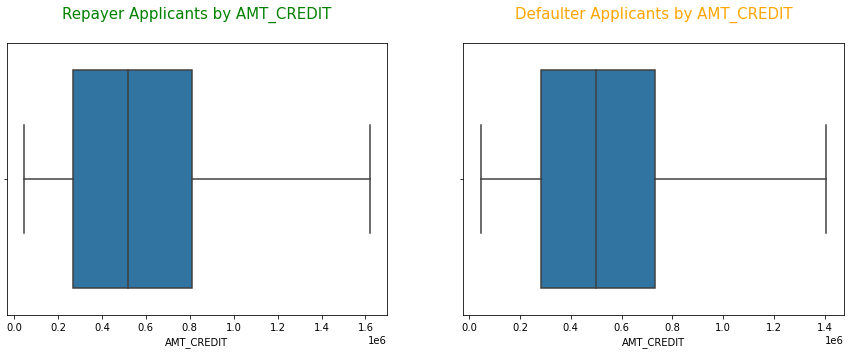 Repayer Applicants by AMT_CREDIT
0.0 0.2 0.4 0.6 0.8 1.0 1.2 1.4 1.6
1e6
AMT_CREDIT
Defaulter Applicants by AMT_CREDIT
0.0 0.2 0.4 0.6 0.8 1.0 1.2 1.4
1e6
AMT_CREDIT